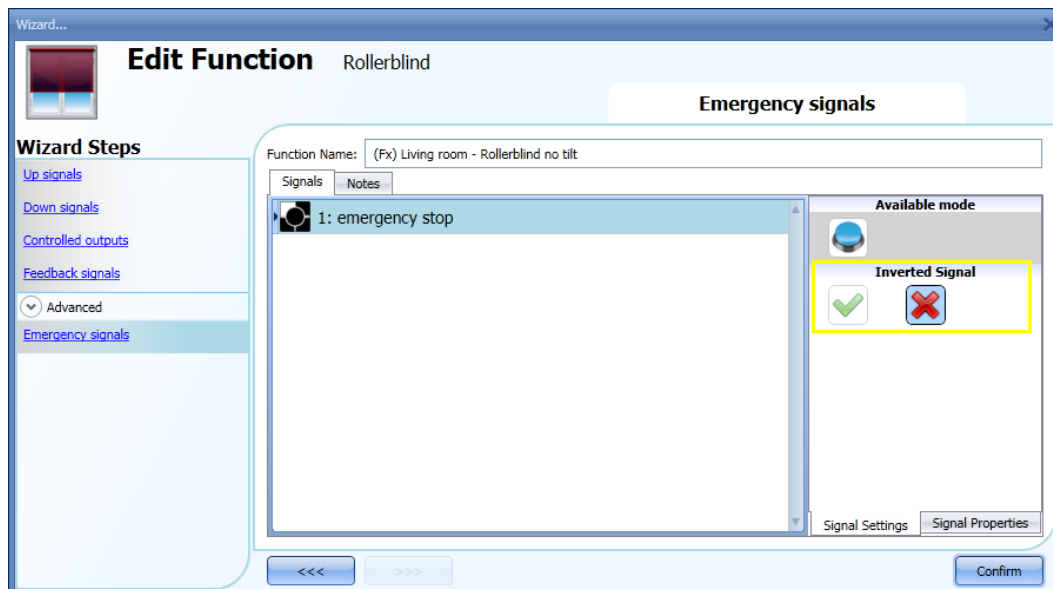 Wizard...
Edit Function Rollerblind
Emergency signals
Wizard Steps
Up signals
Down signals
Controlled outputs
Feedback signals
Advanced
Emergency signals
Function Name: (Fx) Living room - Rollerblind no tilt
Signals Notes
1: emergency stop
Available mode
Inverted Signal
Signal Settings Signal Properties
<<< >>> Confirm